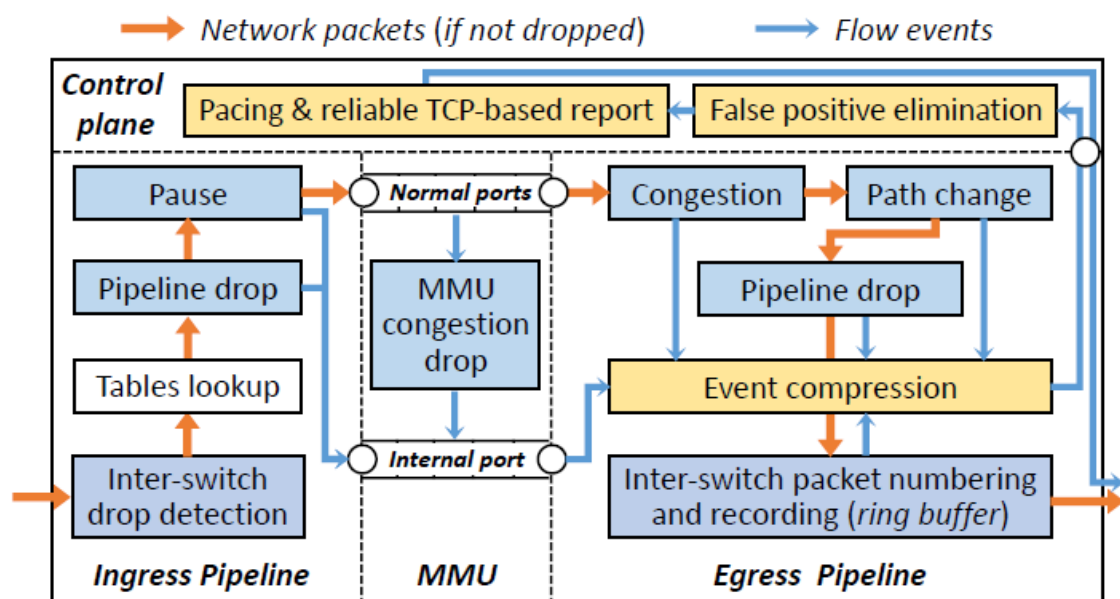 Network packets (if not dropped)
Flow events
Control
plane
Pacing & reliable TCP-based report
False positive elimination
Pause
Normal ports
Congestion
Path change
Pipeline drop
MMU
congestion
drop
Pipeline drop
Tables lookup
Event compression
Inter-switch
drop detection
Internal port
Inter-switch packet numbering
and recording (ring buffer)
Ingress Pipeline
MMU
Egress Pipeline